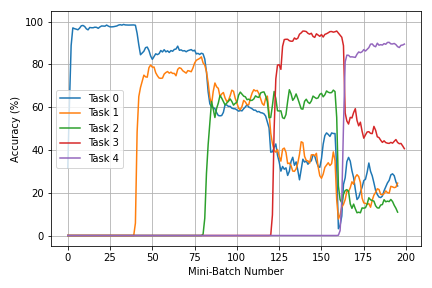 100
80
60
40
20
0
Accuracy (%)
Task 0
Task 1
Task 2
Task 3
Task 4
0 25 50 75 100 125 150 175 200
Mini-Batch Number